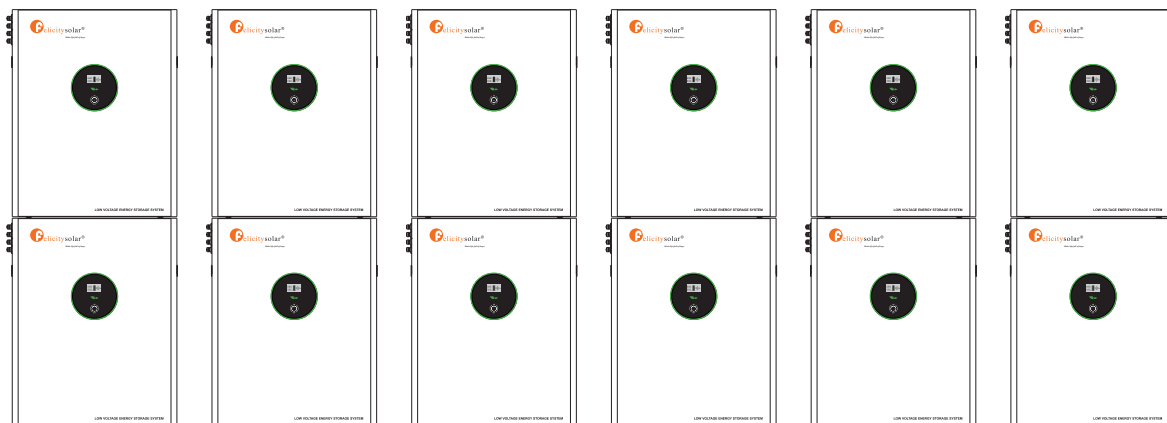 felicitysolar® felicitysolar® felicitysolar® felicitysolar® felicitysolar® felicitysolar®
LOW VOLTAGE ENERGY STORAGE SYSTEM LOW VOLTAGE ENERGY STORAGE SYSTEM LOW VOLTAGE ENERGY STORAGE SYSTEM LOW VOLTAGE ENERGY STORAGE SYSTEM LOW VOLTAGE ENERGY STORAGE SYSTEM LOW VOLTAGE ENERGY STORAGE SYSTEM
felicitysolar® felicitysolar® felicitysolar® felicitysolar® felicitysolar® felicitysolar®
LOW VOLTAGE ENERGY STORAGE SYSTEM LOW VOLTAGE ENERGY STORAGE SYSTEM LOW VOLTAGE ENERGY STORAGE SYSTEM LOW VOLTAGE ENERGY STORAGE SYSTEM LOW VOLTAGE ENERGY STORAGE SYSTEM LOW VOLTAGE ENERGY STORAGE SYSTEM